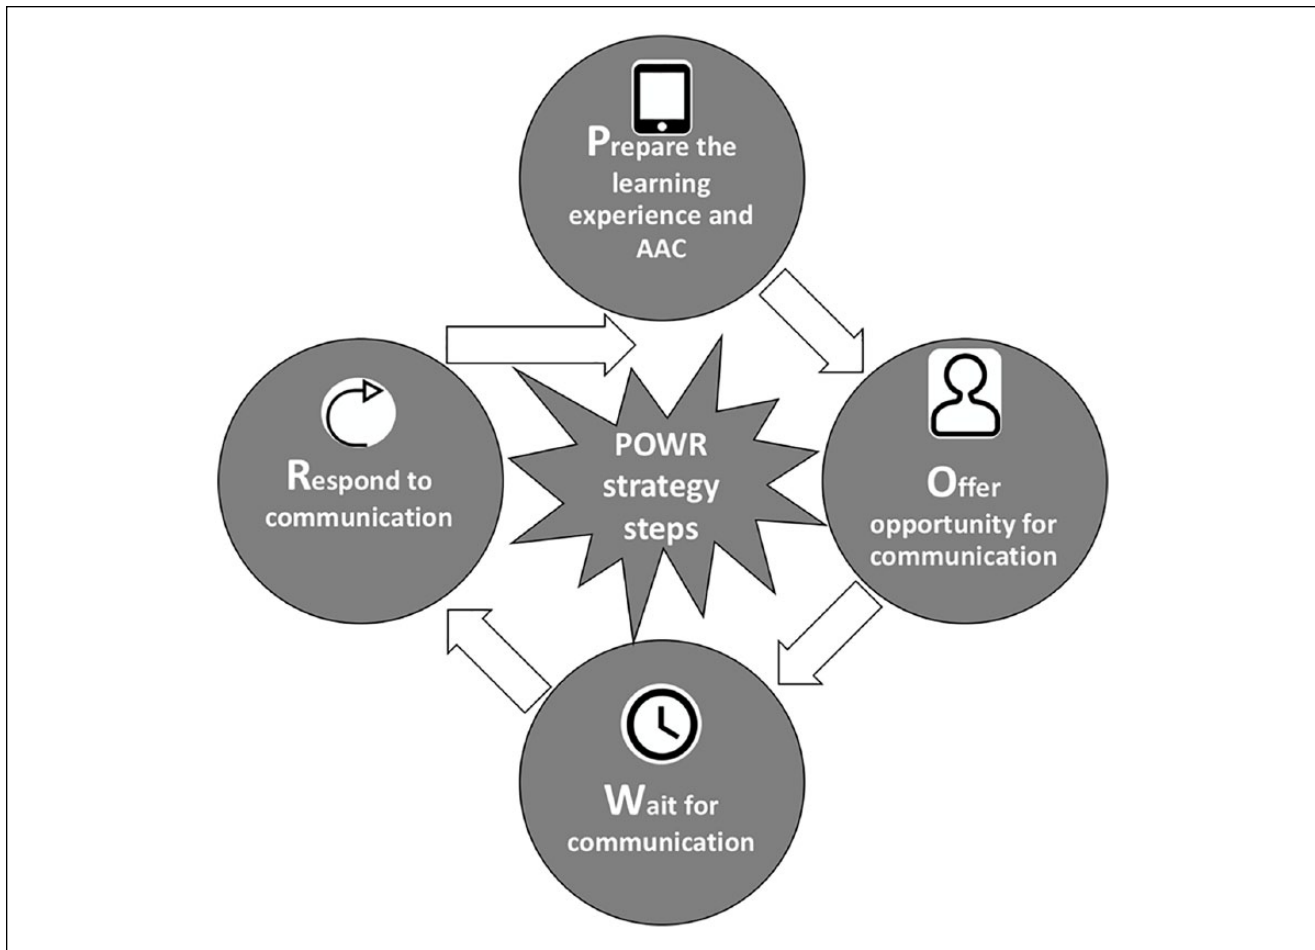 Prepare the
learning
experience and
AAC
Offer
opportunity for
communication
Wait for
communication
Respond to
communication
POWR
strategy
steps